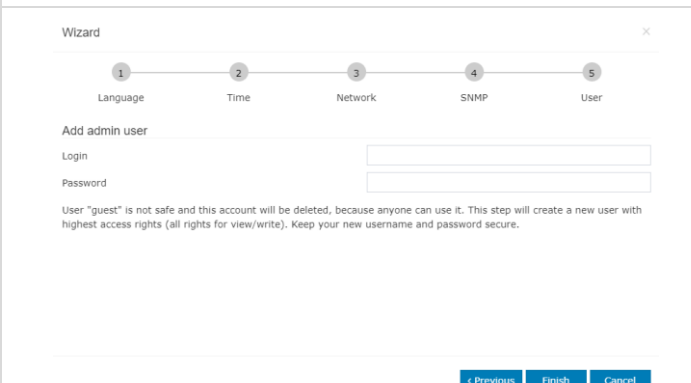 Wizard
×
1 2 3 4 5
Language Time Network SNMP User
Add admin user
Login
Password
User "guest" is not safe and this account will be deleted, because anyone can use it. This step will create a new user with
highest access rights (all rights for view/write). Keep your new username and password secure.
‹ Previous Finish Cancel